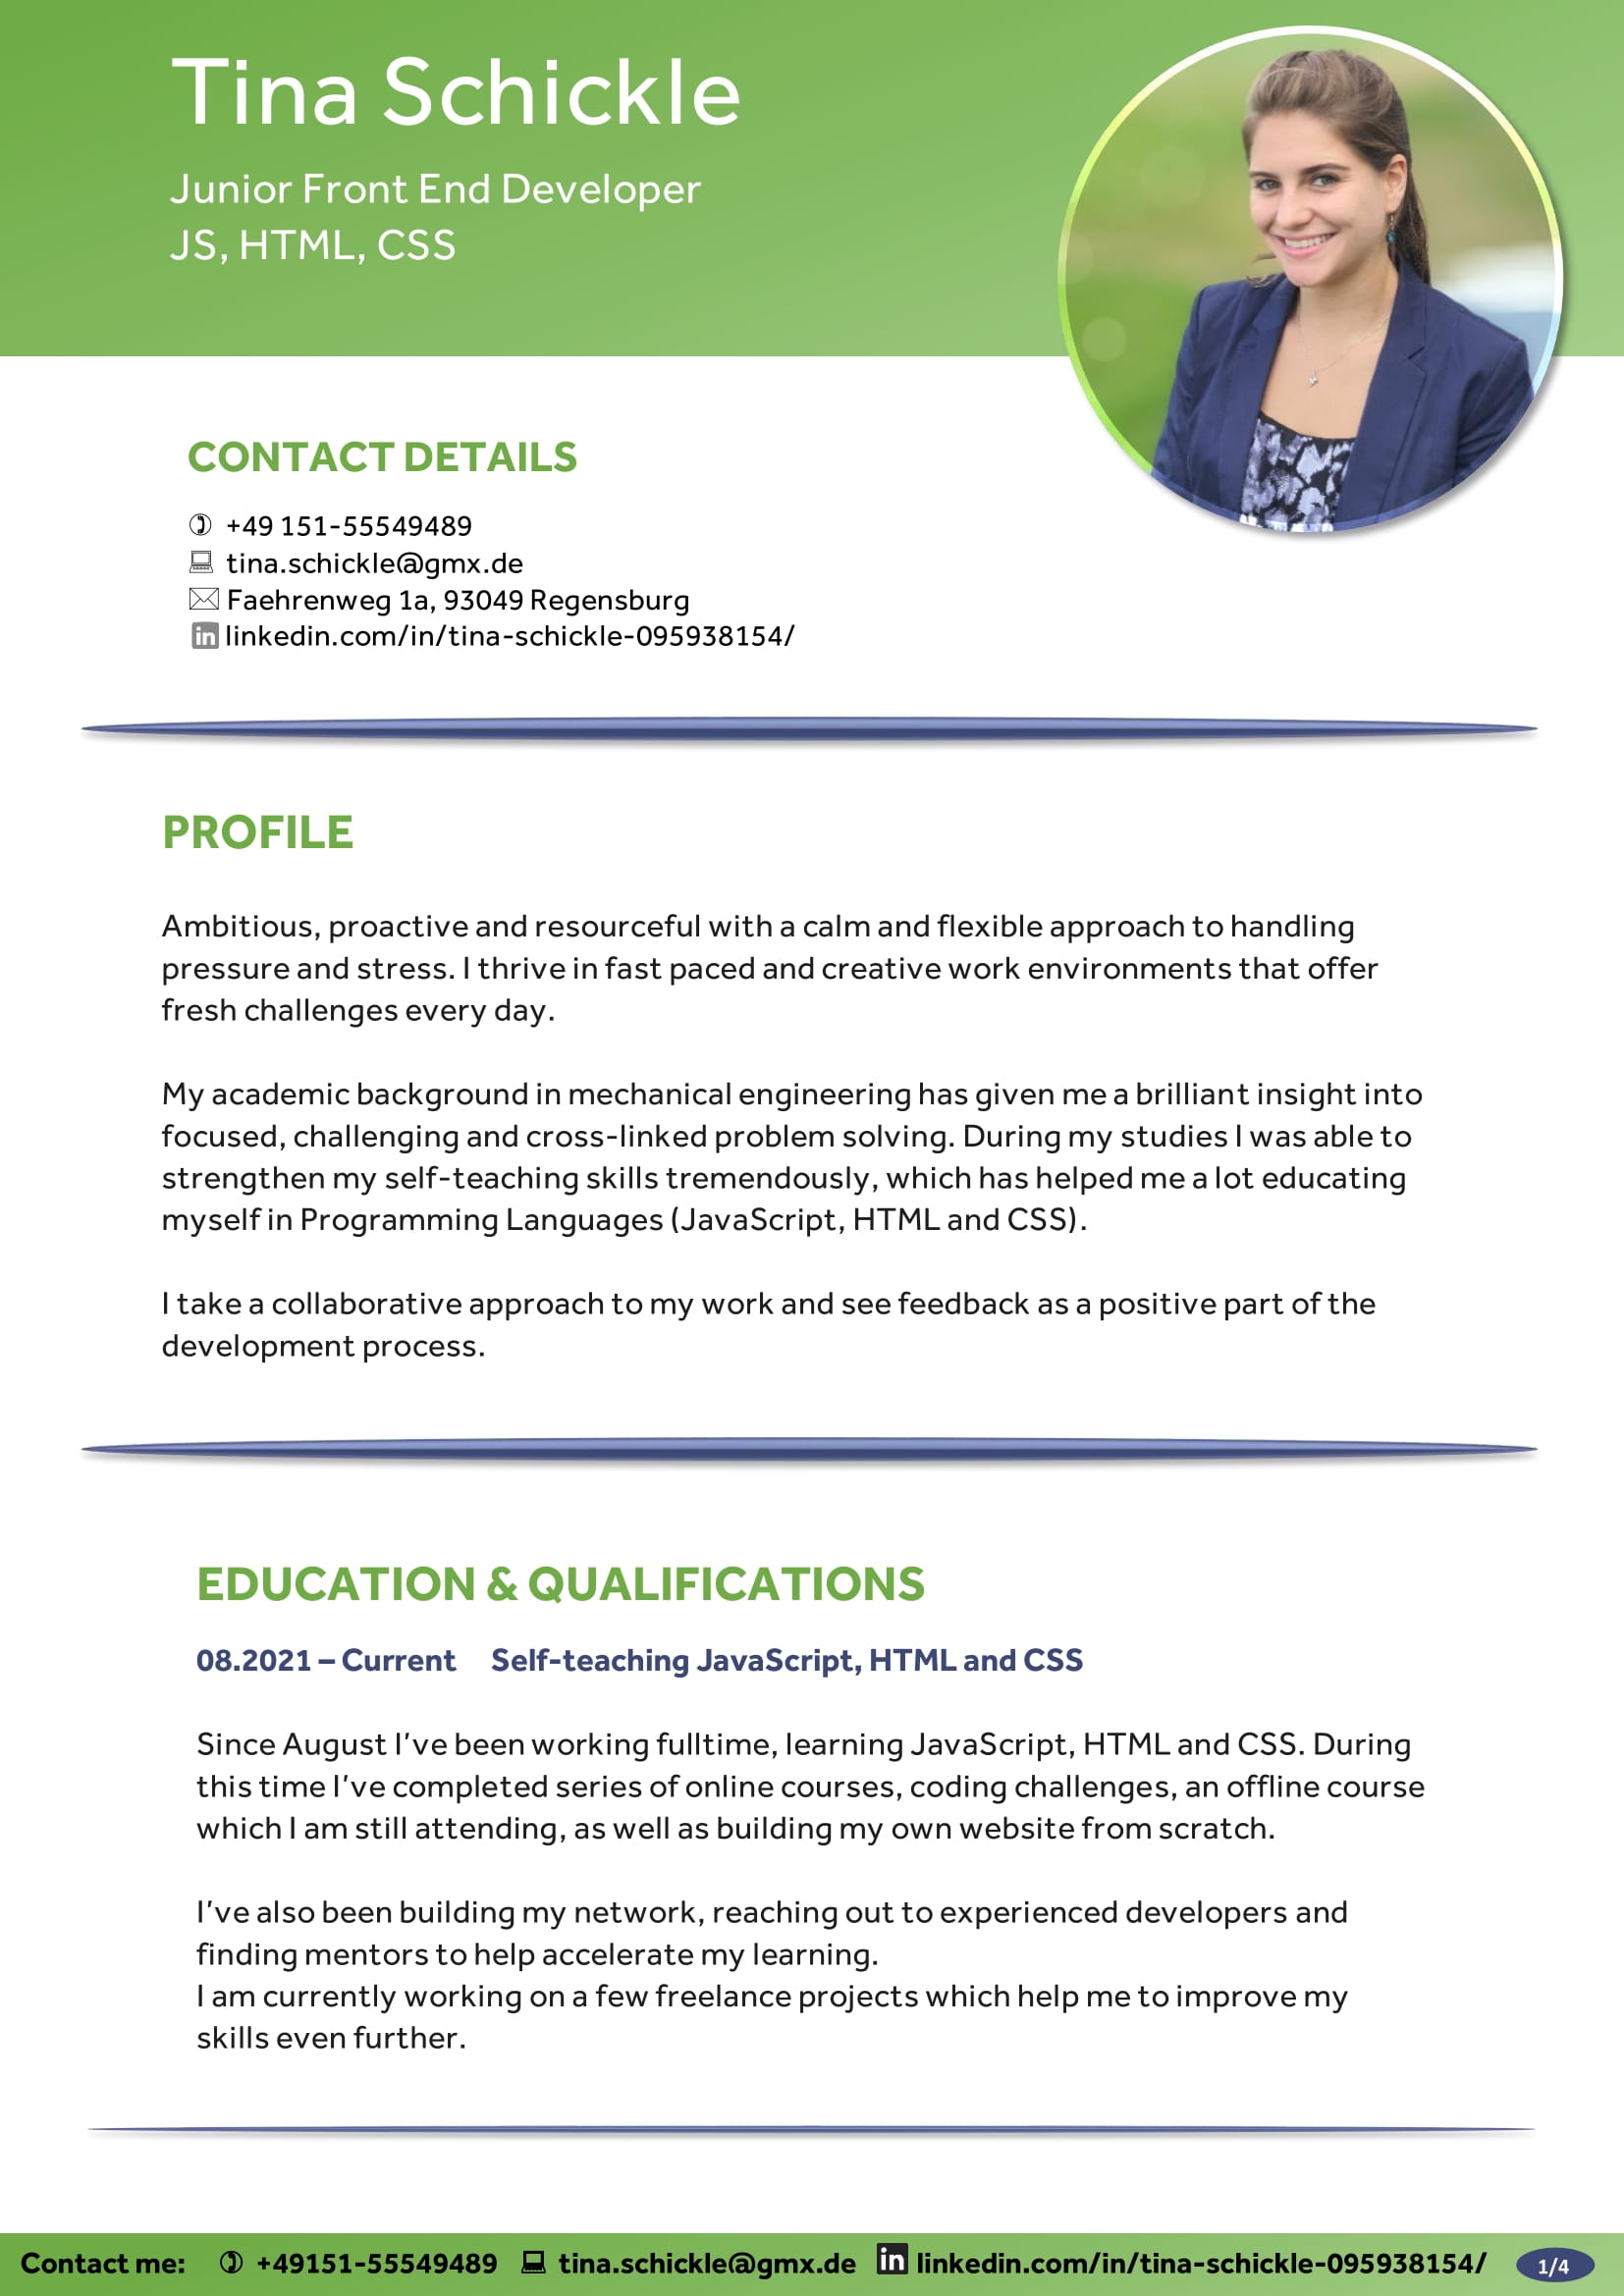 Tina Schickle
Junior Front End Developer
JS, HTML, CSS
CONTACT DETAILS
+49 151-55549489
tina.schickle@gmx.de
Faehrenweg 1a, 93049 Regensburg
in linkedin.com/in/tina-schickle-095938154/
PROFILE
Ambitious, proactive and resourceful with a calm and flexible approach to handling
pressure and stress. I thrive in fast paced and creative work environments that offer
fresh challenges every day.
My academic background in mechanical engineering has given me a brilliant insight into
focused, challenging and cross-linked problem solving. During my studies I was able to
strengthen my self-teaching skills tremendously, which has helped me a lot educating
myself in Programming Languages (JavaScript, HTML and CSS).
I take a collaborative approach to my work and see feedback as a positive part of the
development process.
EDUCATION & QUALIFICATIONS
08.2021 – Current Self-teaching JavaScript, HTML and CSS
Since August I've been working fulltime, learning JavaScript, HTML and CSS. During
this time I've completed series of online courses, coding challenges, an offline course
which I am still attending, as well as building my own website from scratch.
I've also been building my network, reaching out to experienced developers and
finding mentors to help accelerate my learning.
I am currently working on a few freelance projects which help me to improve my
skills even further.
Contact me: +49151-55549489 tina.schickle@gmx.de in linkedin.com/in/tina-schickle-095938154/ 1/4